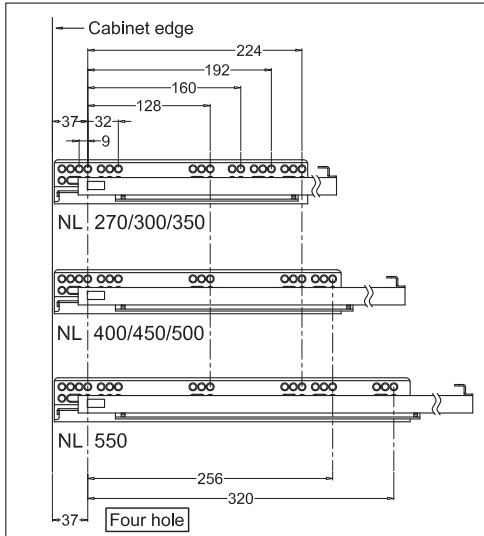 Cabinet edge
224
192
160
128
37 32
9
NL 270/300/350
NL 400/450/500
NL 550
256
320
37
Four hole